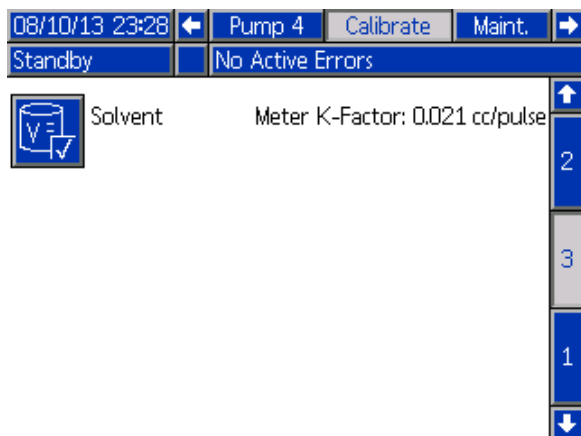 08/10/13 23:28 Pump 4 Calibrate Maint.
Standby No Active Errors
Solvent Meter K-Factor: 0.021 cc/pulse
V=
2
3
1